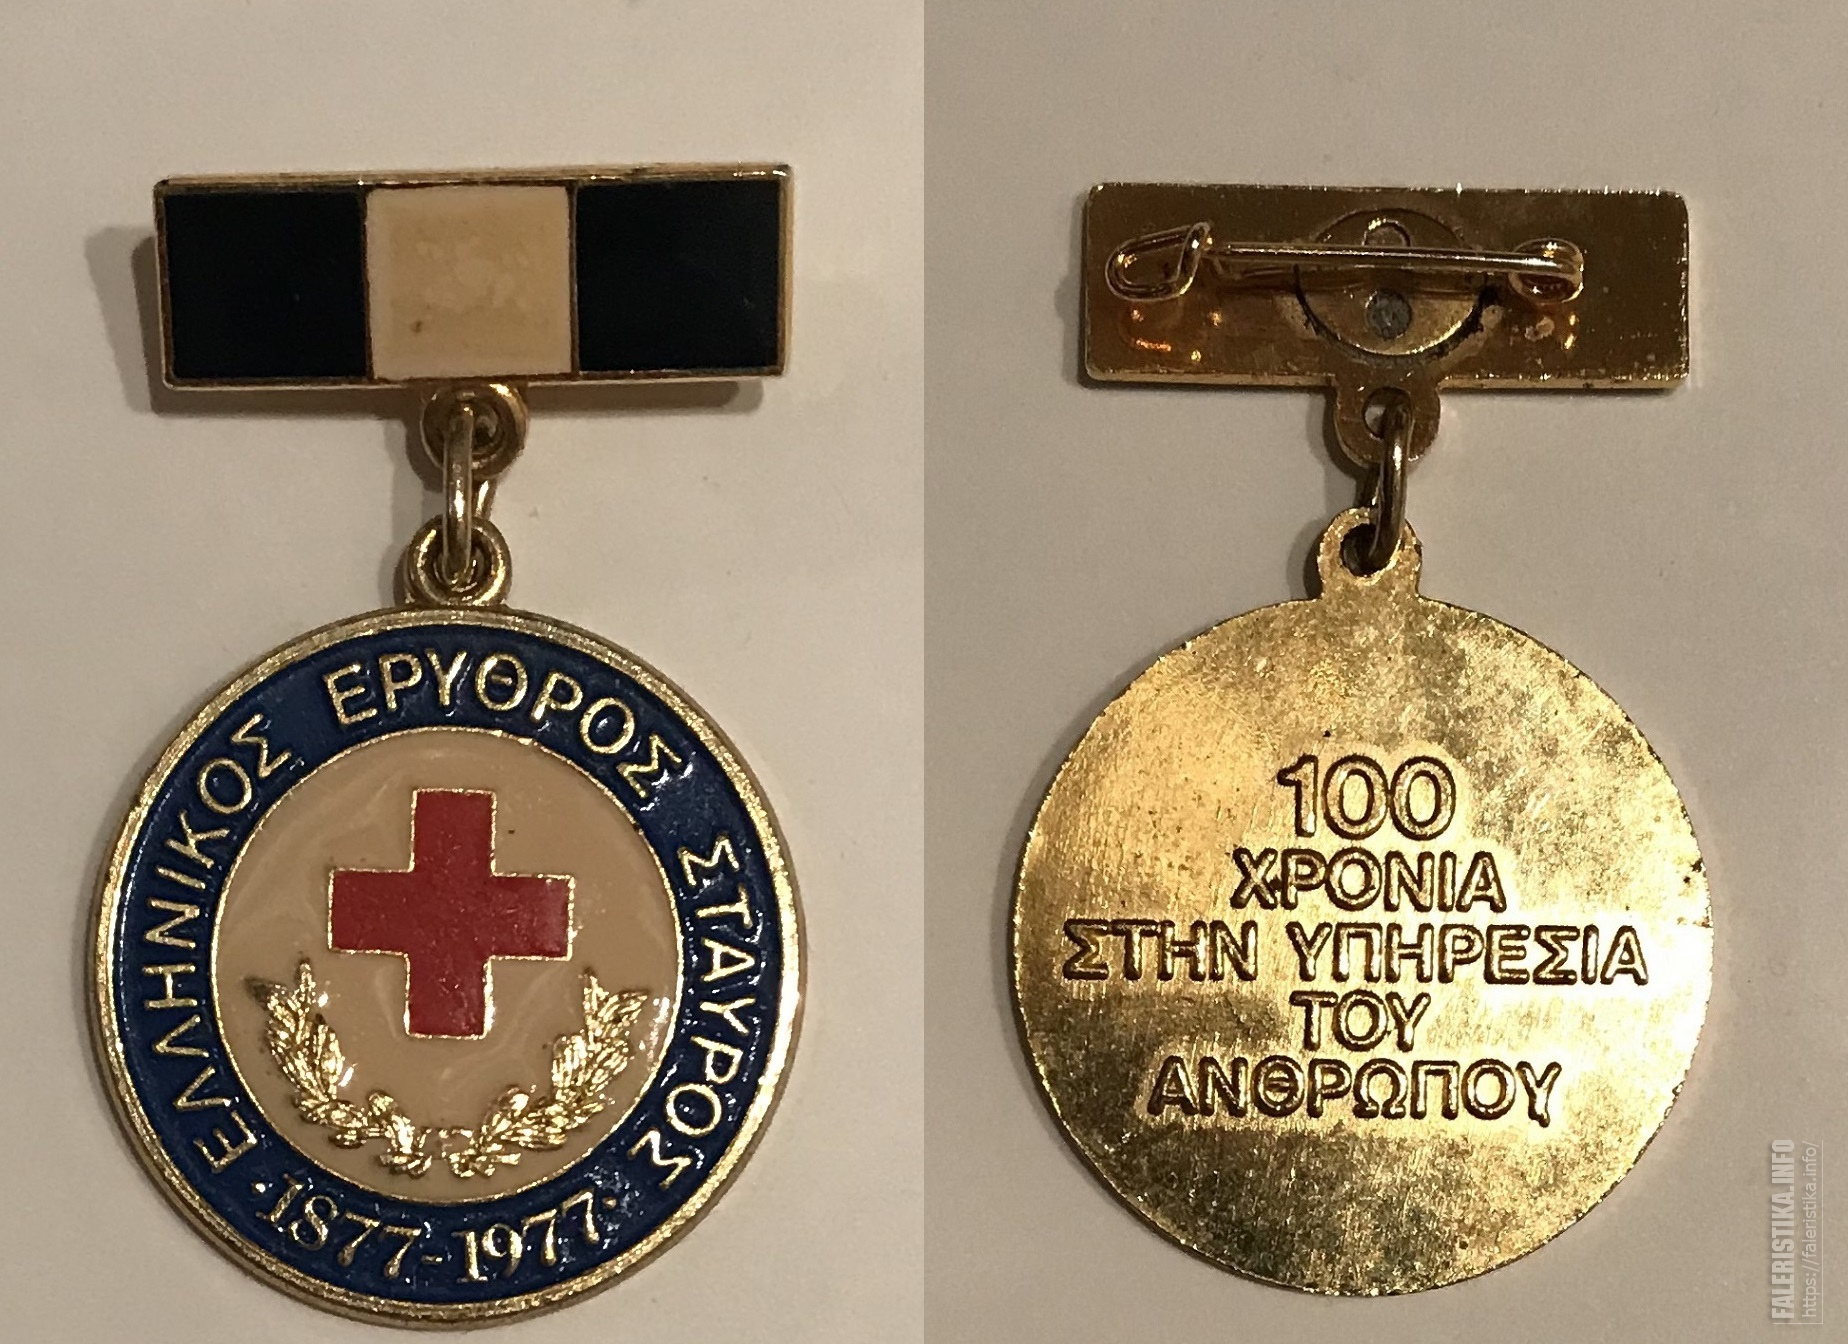 ΕΛΛΗΝΙΚΟΣ ΕΡΥΘΡΟΣ ΣΤΑΥΡΟΣ
·1877-1977·
100
ΧΡΟΝΙΑ
ΣΤΗΝ ΥΠΗΡΕΣΙΑ
ΤΟΥ
ΑΝΘΡΩΠΟΥ
FALERISTIKA.INFO
https://faleristika.info/